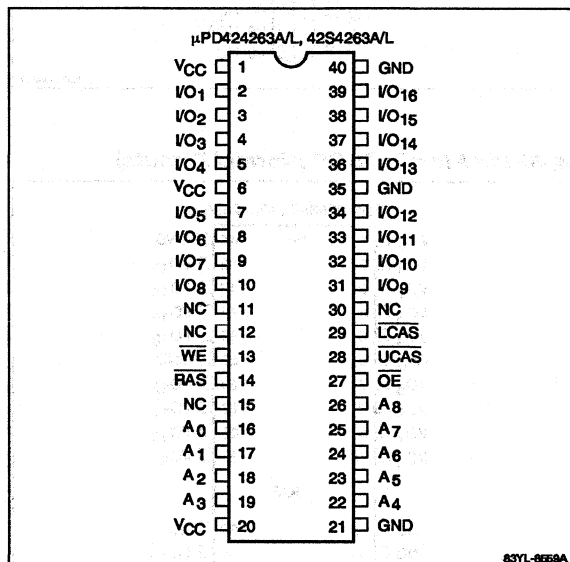 μPD424263A/L, 42S4263A/L
VCC 1 40 GND
I/O1 2 39 I/O16
I/O2 3 38 I/O15
I/O3 4 37 I/O14
I/O4 5 36 I/O13
VCC 6 35 GND
I/O5 7 34 I/O12
I/O6 8 33 I/O11
I/O7 9 32 I/O10
I/O8 10 31 I/O9
NC 11 30 NC
NC 12 29 LCAS
WE 13 28 UCAS
RAS 14 27 OE
NC 15 26 A8
A0 16 25 A7
A1 17 24 A6
A2 18 23 A5
A3 19 22 A4
VCC 20 21 GND
83YL-8559A